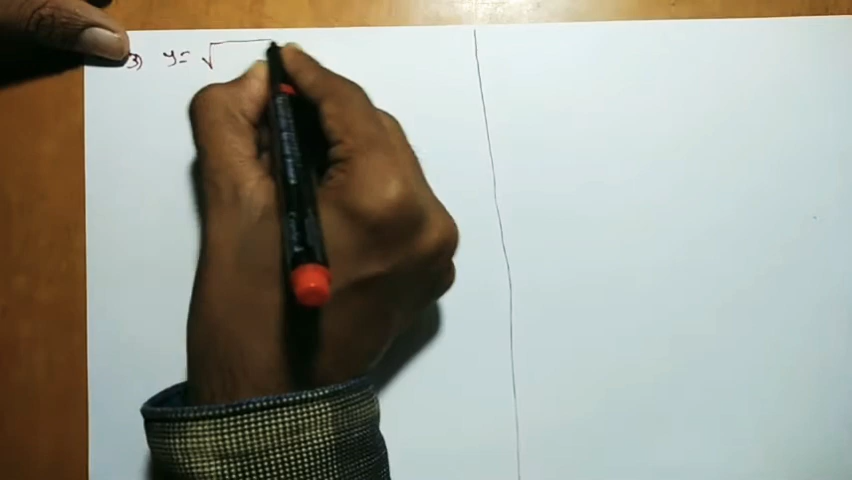 3) y = √